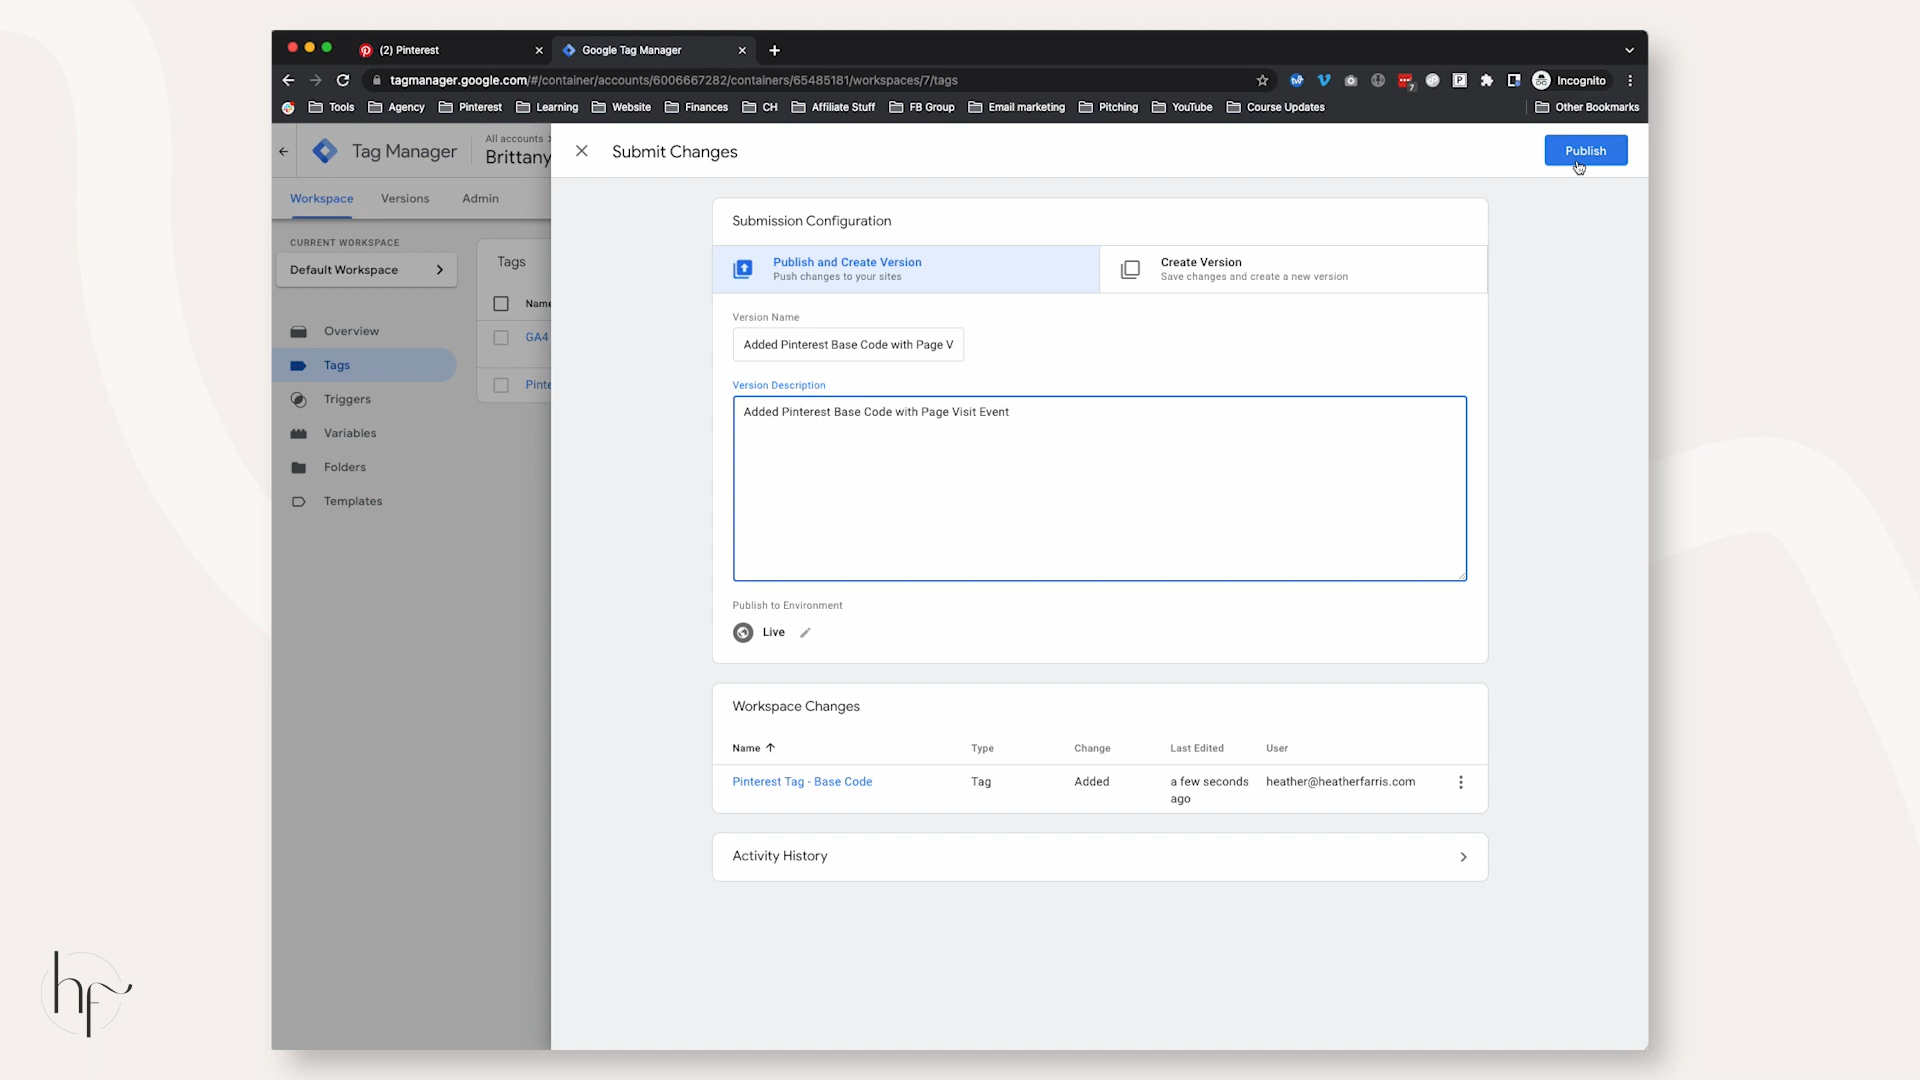 (2) Pinterest
Google Tag Manager
tagmanager.google.com/#/container/accounts/6006667282/containers/65485181/workspaces/7/tags
7
P
Incognito
Tools
Agency
Pinterest
Learning
Website
Finances
CH
Affiliate Stuff
FB Group
Email marketing
Pitching
YouTube
Course Updates
Other Bookmarks
Tag Manager
All accounts
Brittany
Submit Changes
Publish
Workspace
Versions
Admin
CURRENT WORKSPACE
Default Workspace
Overview
Tags
Triggers
Variables
Folders
Templates
Tags
Name
GA4
Pinte
Submission Configuration
Publish and Create Version
Push changes to your sites
Create Version
Save changes and create a new version
Version Name
Added Pinterest Base Code with Page V
Version Description
Added Pinterest Base Code with Page Visit Event
Publish to Environment
Live
Workspace Changes
Name
Type
Change
Last Edited
User
Pinterest Tag - Base Code
Tag
Added
a few seconds
ago
heather@heatherfarris.com
Activity History
hf